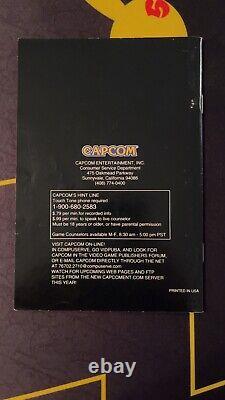 CAPCOM
CAPCOM ENTERTAINMENT, INC.
Consumer Service Department
475 Oakmead Parkway
Sunnyvale, California 94085
(408) 774-0400
CAPCOM'S HINT LINE
Touch Tone phone required
1-900-680-2583
$.79 per min for recorded info
$.99 per min. to speak to live counselor
Must be 18 years or older, or have parental permission
Game Counselors available M-F, 8:30 am - 5:00 pm PST
VISIT CAPCOM ON-LINE!
IN COMPUSERVE, GO VIDPUBA, AND LOOK FOR
CAPCOM IN THE VIDEO GAME PUBLISHERS FORUM,
OR E-MAIL CAPCOM DIRECTLY THROUGH THE NET
AT 76702.2710@compuserve.com
WATCH FOR UPCOMING WEB PAGES AND FTP
SITES FROM THE NEW CAPCOMENT.COM SERVER
THIS YEAR!
PRINTED IN USA
WorthPoint